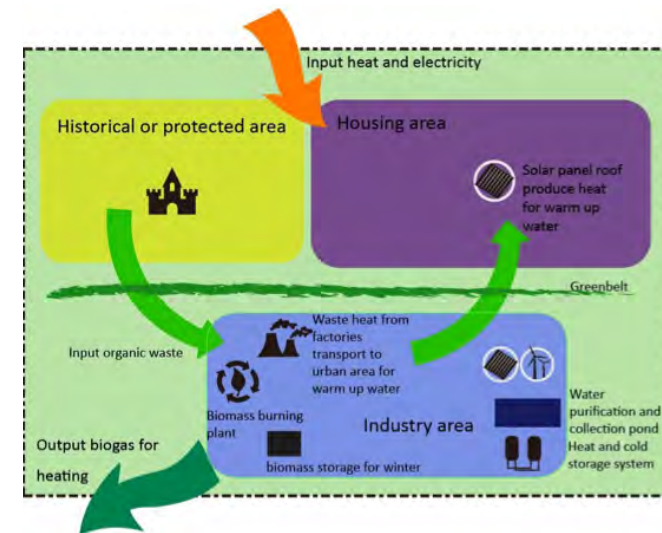 Input heat and electricity
Historical or protected area
Housing area
Solar panel roof
produce heat
for warm up
water
Greenbelt
Input organic waste
Waste heat from
factories
transport to
urban area for
warm up water
Biomass burning
plant
Industry area
biomass storage for winter
Water
purification and
collection pond
Heat and cold
storage system
Output biogas for
heating